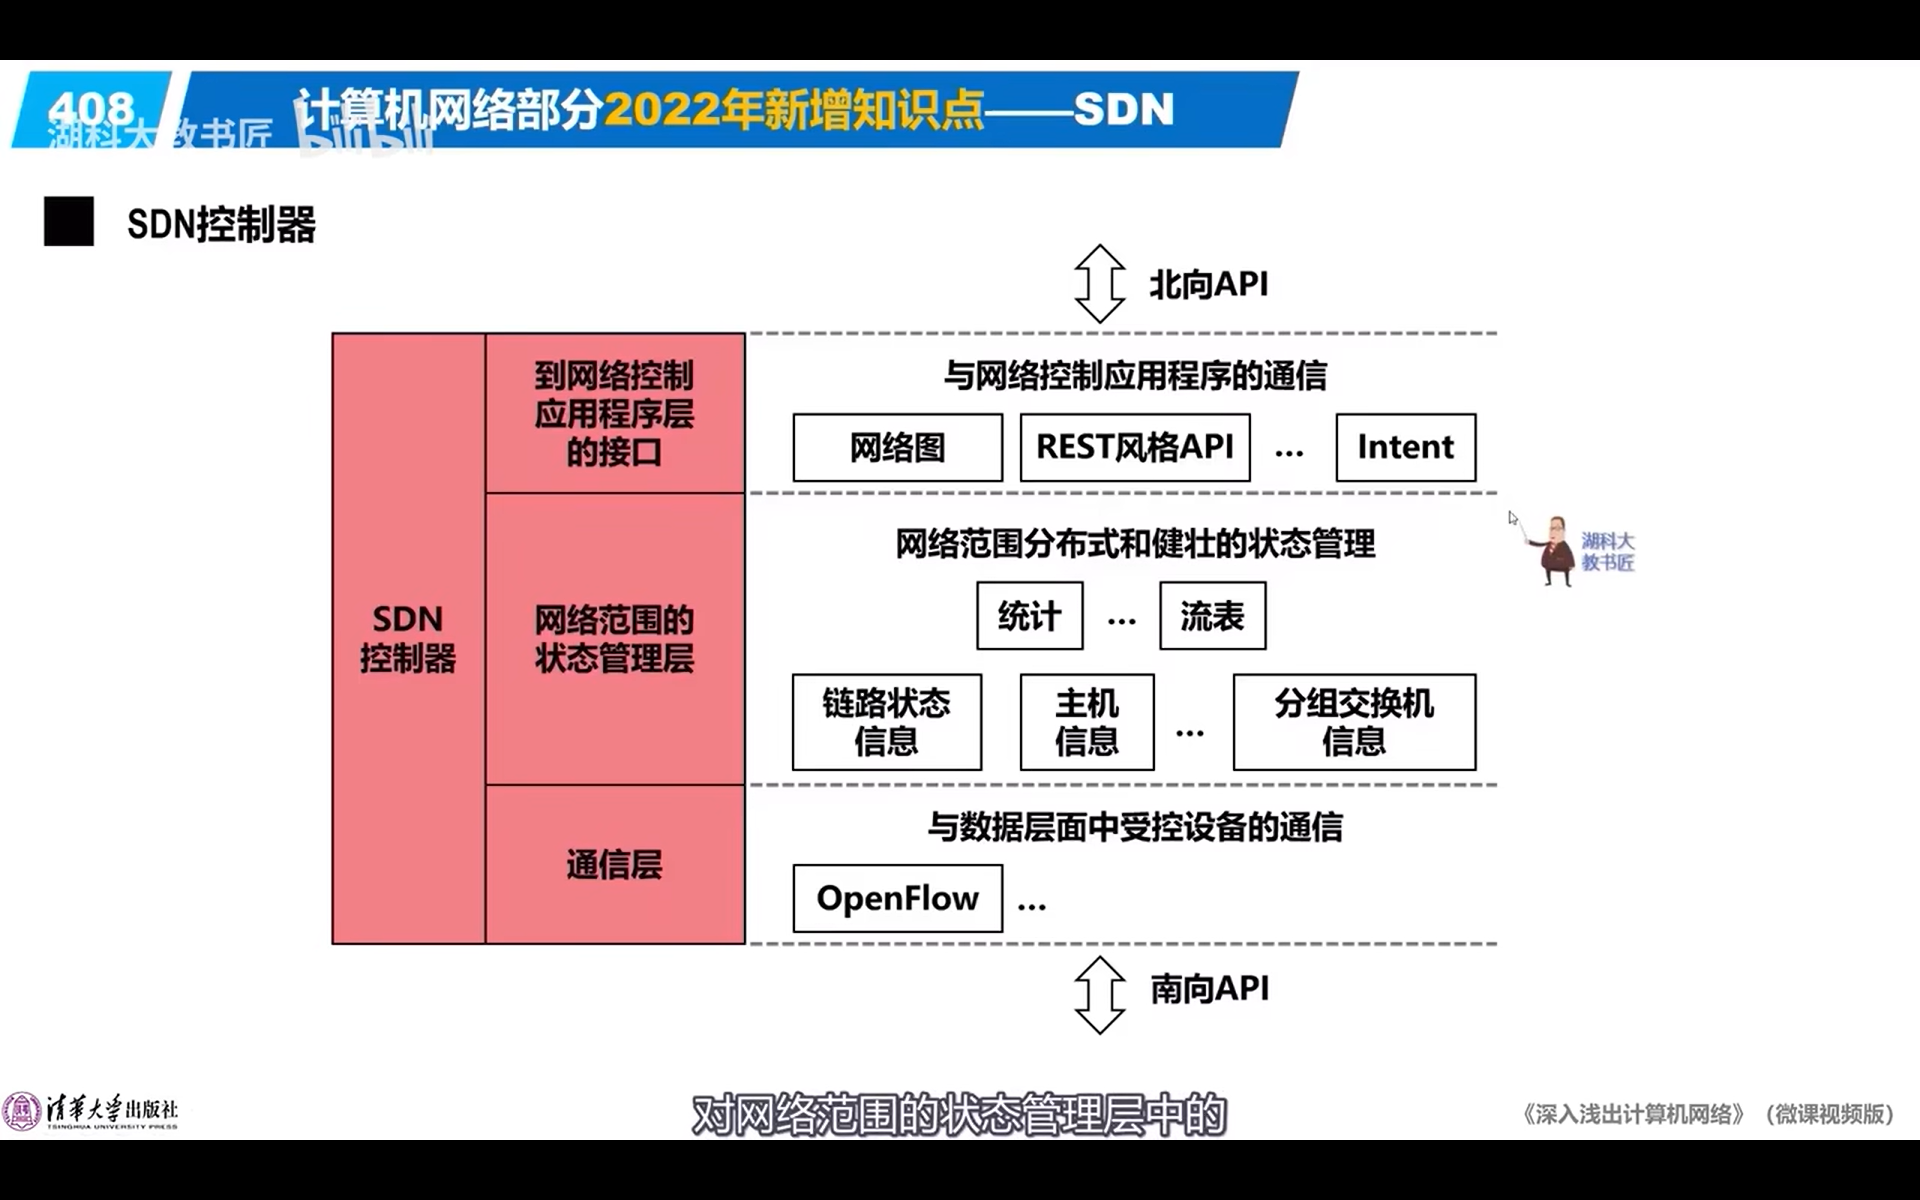 408
计算机网络部分2022年新增知识点——SDN
湖科大教书匠 bilibili
SDN控制器
北向API
到网络控制
应用程序层
的接口
与网络控制应用程序的通信
网络图 REST风格API ... Intent
SDN
控制器
网络范围的
状态管理层
网络范围分布式和健壮的状态管理
统计 ... 流表
链路状态
信息
主机
信息
...
分组交换机
信息
湖科大
教书匠
通信层
与数据层面中受控设备的通信
OpenFlow ...
南向API
对网络范围的状态管理层中的
清华大学出版社
TSINGHUA UNIVERSITY PRESS
《深入浅出计算机网络》（微课视频版）